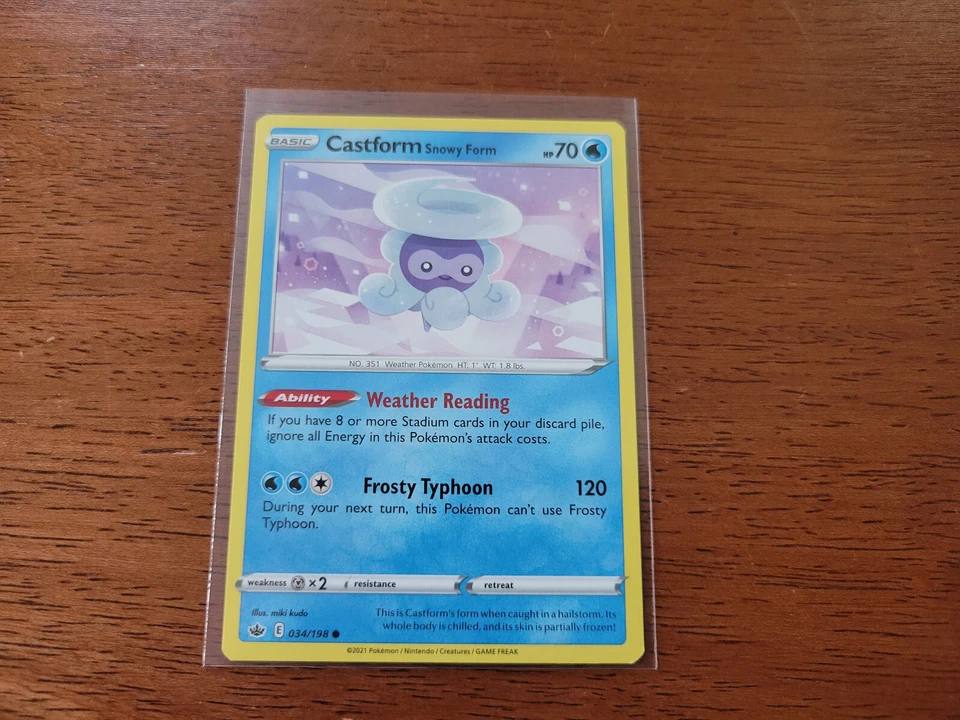 BASIC Castform Snowy Form HP 70
NO. 351 Weather Pokémon HT: 1' WT: 1.8 lbs.
Ability Weather Reading
If you have 8 or more Stadium cards in your discard pile,
ignore all Energy in this Pokémon's attack costs.
Frosty Typhoon 120
During your next turn, this Pokémon can't use Frosty
Typhoon.
weakness ×2 resistance retreat
Illus. miki kudo
This is Castform's form when caught in a hailstorm. Its
whole body is chilled, and its skin is partially frozen!
E 034/198
©2021 Pokémon / Nintendo / Creatures / GAME FREAK